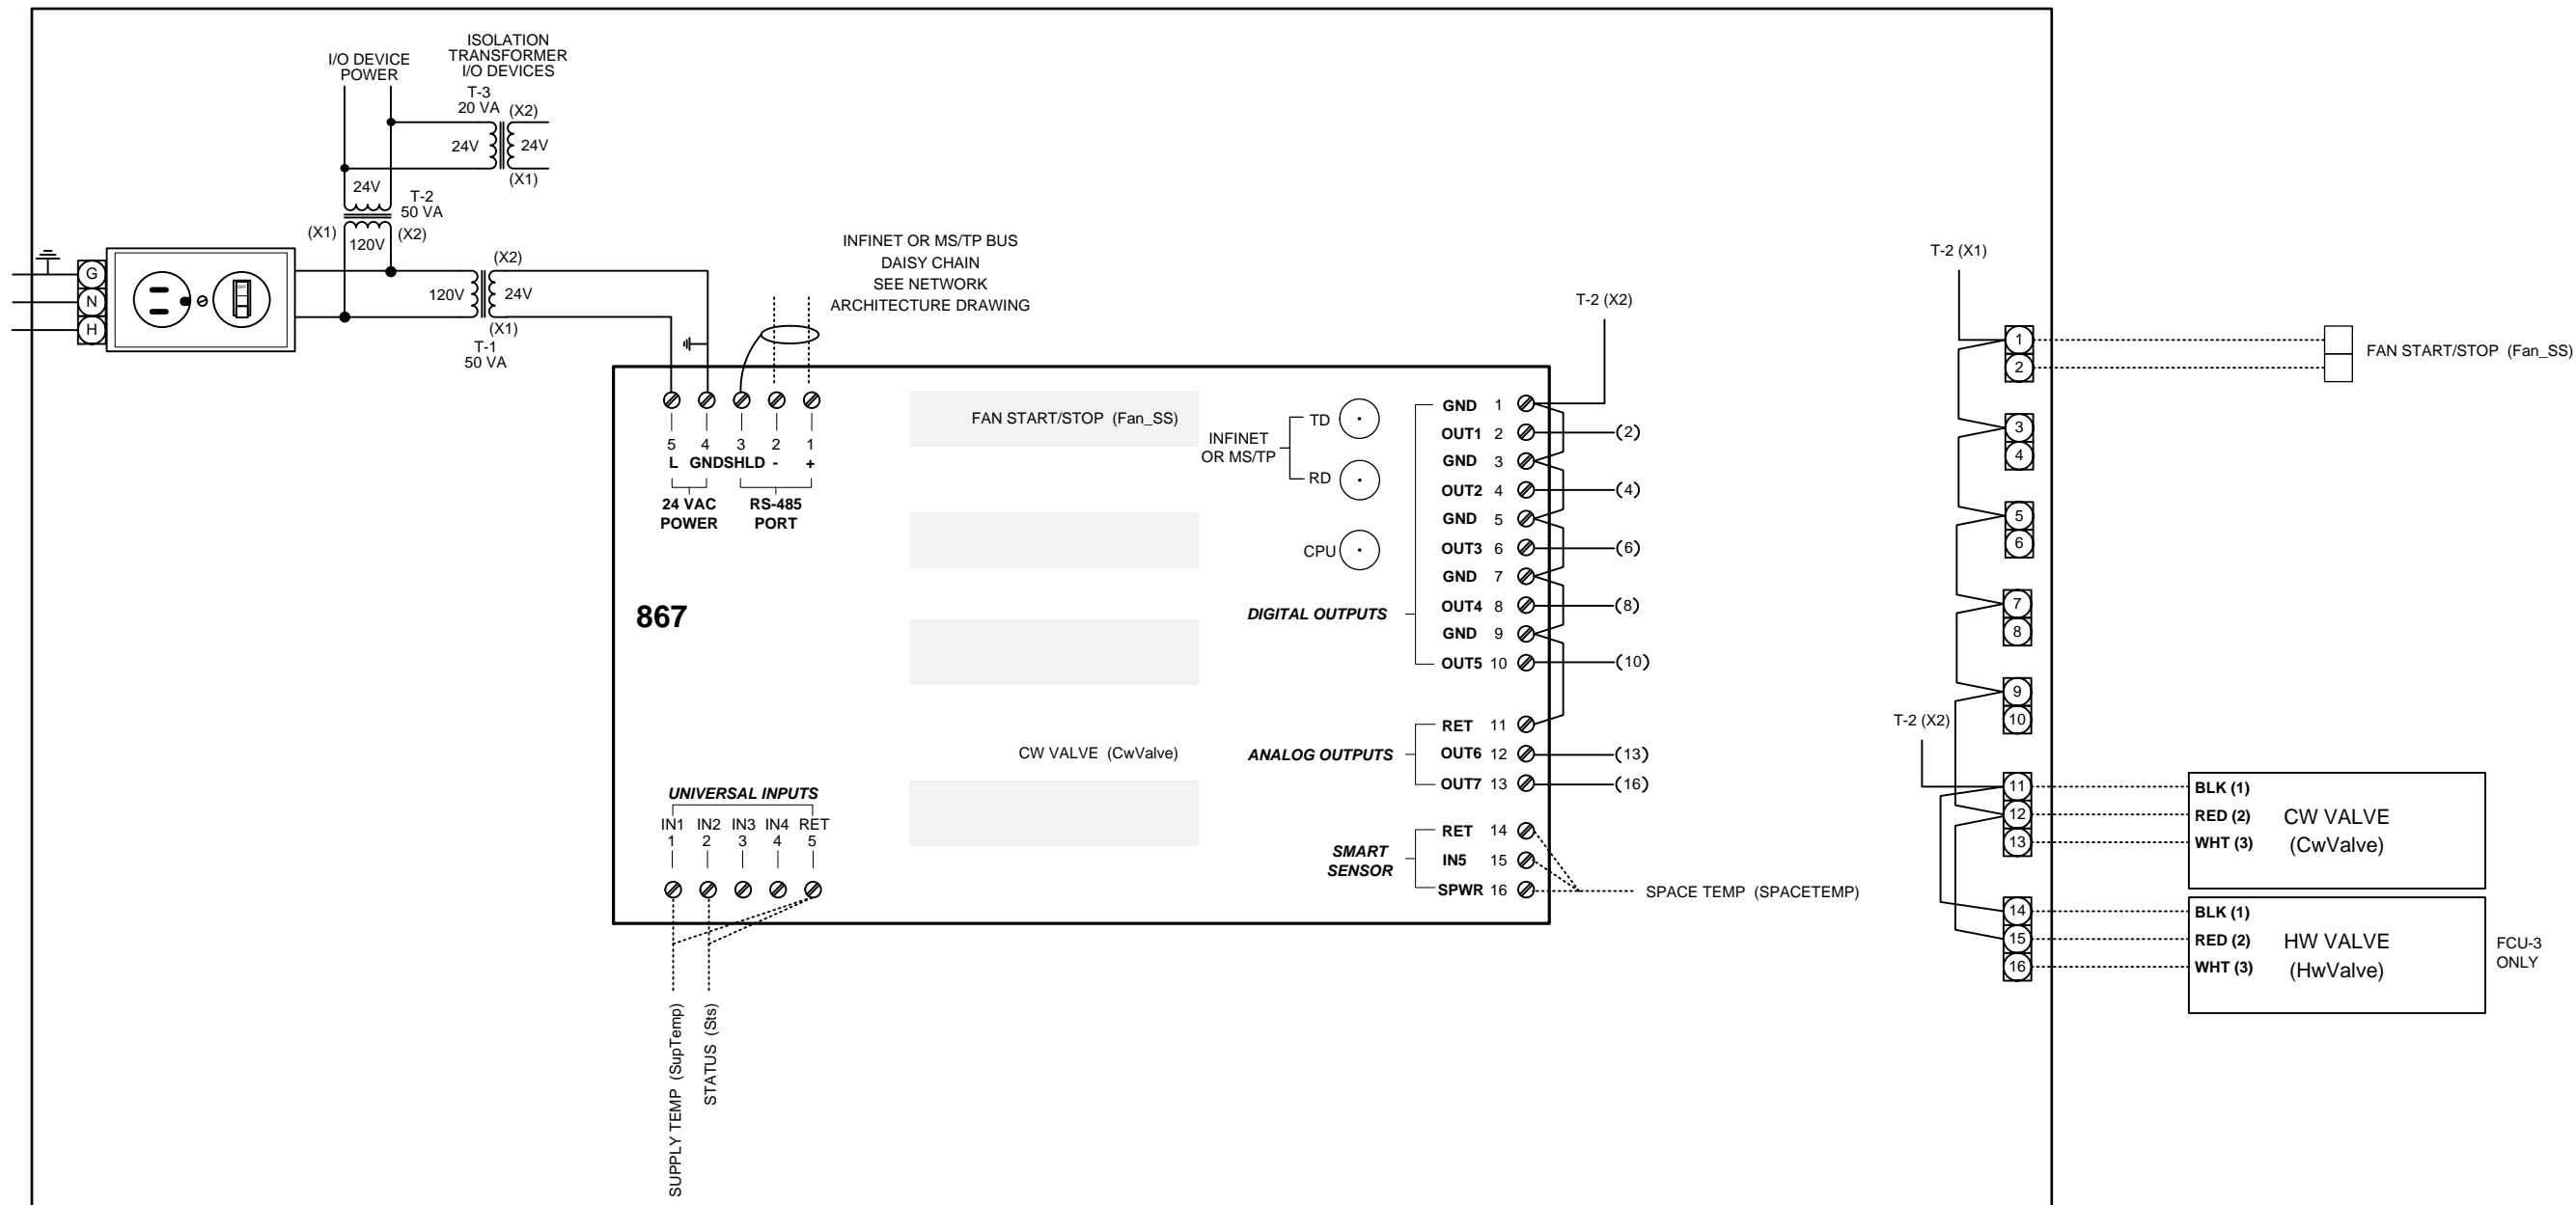 I/O DEVICE
POWER
ISOLATION
TRANSFORMER
I/O DEVICES
T-3
20 VA
(X2)
24V
24V
(X1)
24V
T-2
50 VA
(X1)
120V
(X2)
G
N
H
OFF
(X2)
120V
24V
(X1)
T-1
50 VA
INFINET OR MS/TP BUS
DAISY CHAIN
SEE NETWORK
ARCHITECTURE DRAWING
5 4 3 2 1
L GND SHLD - +
24 VAC
POWER
RS-485
PORT
867
FAN START/STOP (Fan_SS)
CW VALVE (CwValve)
INFINET
OR MS/TP
TD
RD
CPU
DIGITAL OUTPUTS
T-2 (X2)
GND 1
OUT1 2 (2)
GND 3
OUT2 4 (4)
GND 5
OUT3 6 (6)
GND 7
OUT4 8 (8)
GND 9
OUT5 10 (10)
ANALOG OUTPUTS
RET 11
OUT6 12 (13)
OUT7 13 (16)
SMART
SENSOR
RET 14
IN5 15
SPWR 16
SPACE TEMP (SPACETEMP)
UNIVERSAL INPUTS
IN1 IN2 IN3 IN4 RET
1 2 3 4 5
SUPPLY TEMP (SupTemp)
STATUS (Sts)
T-2 (X1)
1
2
FAN START/STOP (Fan_SS)
3
4
5
6
7
8
9
10
T-2 (X2)
11 BLK (1)
12 RED (2)
13 WHT (3)
CW VALVE
(CwValve)
14 BLK (1)
15 RED (2)
16 WHT (3)
HW VALVE
(HwValve)
FCU-3
ONLY